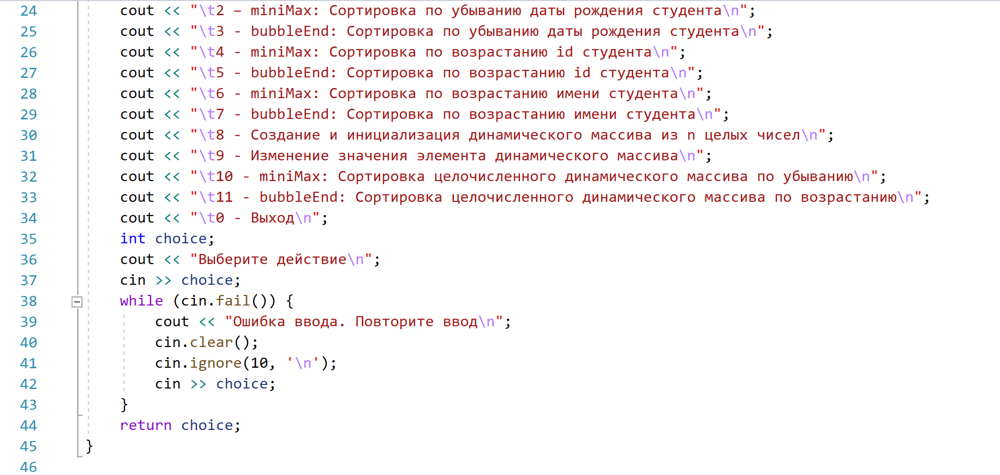 24 cout << "\t2 – miniMax: Сортировка по убыванию даты рождения студента\n";
25 cout << "\t3 - bubbleEnd: Сортировка по убыванию даты рождения студента\n";
26 cout << "\t4 - miniMax: Сортировка по возрастанию id студента\n";
27 cout << "\t5 - bubbleEnd: Сортировка по возрастанию id студента\n";
28 cout << "\t6 - miniMax: Сортировка по возрастанию имени студента\n";
29 cout << "\t7 - bubbleEnd: Сортировка по возрастанию имени студента\n";
30 cout << "\t8 - Создание и инициализация динамического массива из n целых чисел\n";
31 cout << "\t9 - Изменение значения элемента динамического массива\n";
32 cout << "\t10 - miniMax: Сортировка целочисленного динамического массива по убыванию\n";
33 cout << "\t11 - bubbleEnd: Сортировка целочисленного динамического массива по возрастанию\n";
34 cout << "\t0 - Выход\n";
35 int choice;
36 cout << "Выберите действие\n";
37 cin >> choice;
38 while (cin.fail()) {
39 cout << "Ошибка ввода. Повторите ввод\n";
40 cin.clear();
41 cin.ignore(10, '\n');
42 cin >> choice;
43 }
44 return choice;
45 }
46